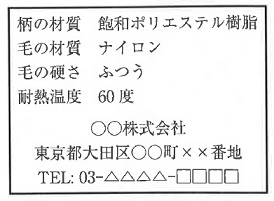 柄の材質　飽和ポリエステル樹脂
毛の材質　ナイロン
毛の硬さ　ふつう
耐熱温度　60度
○○株式会社
東京都大田区○○町××番地
TEL: 03-△△△△-□□□□